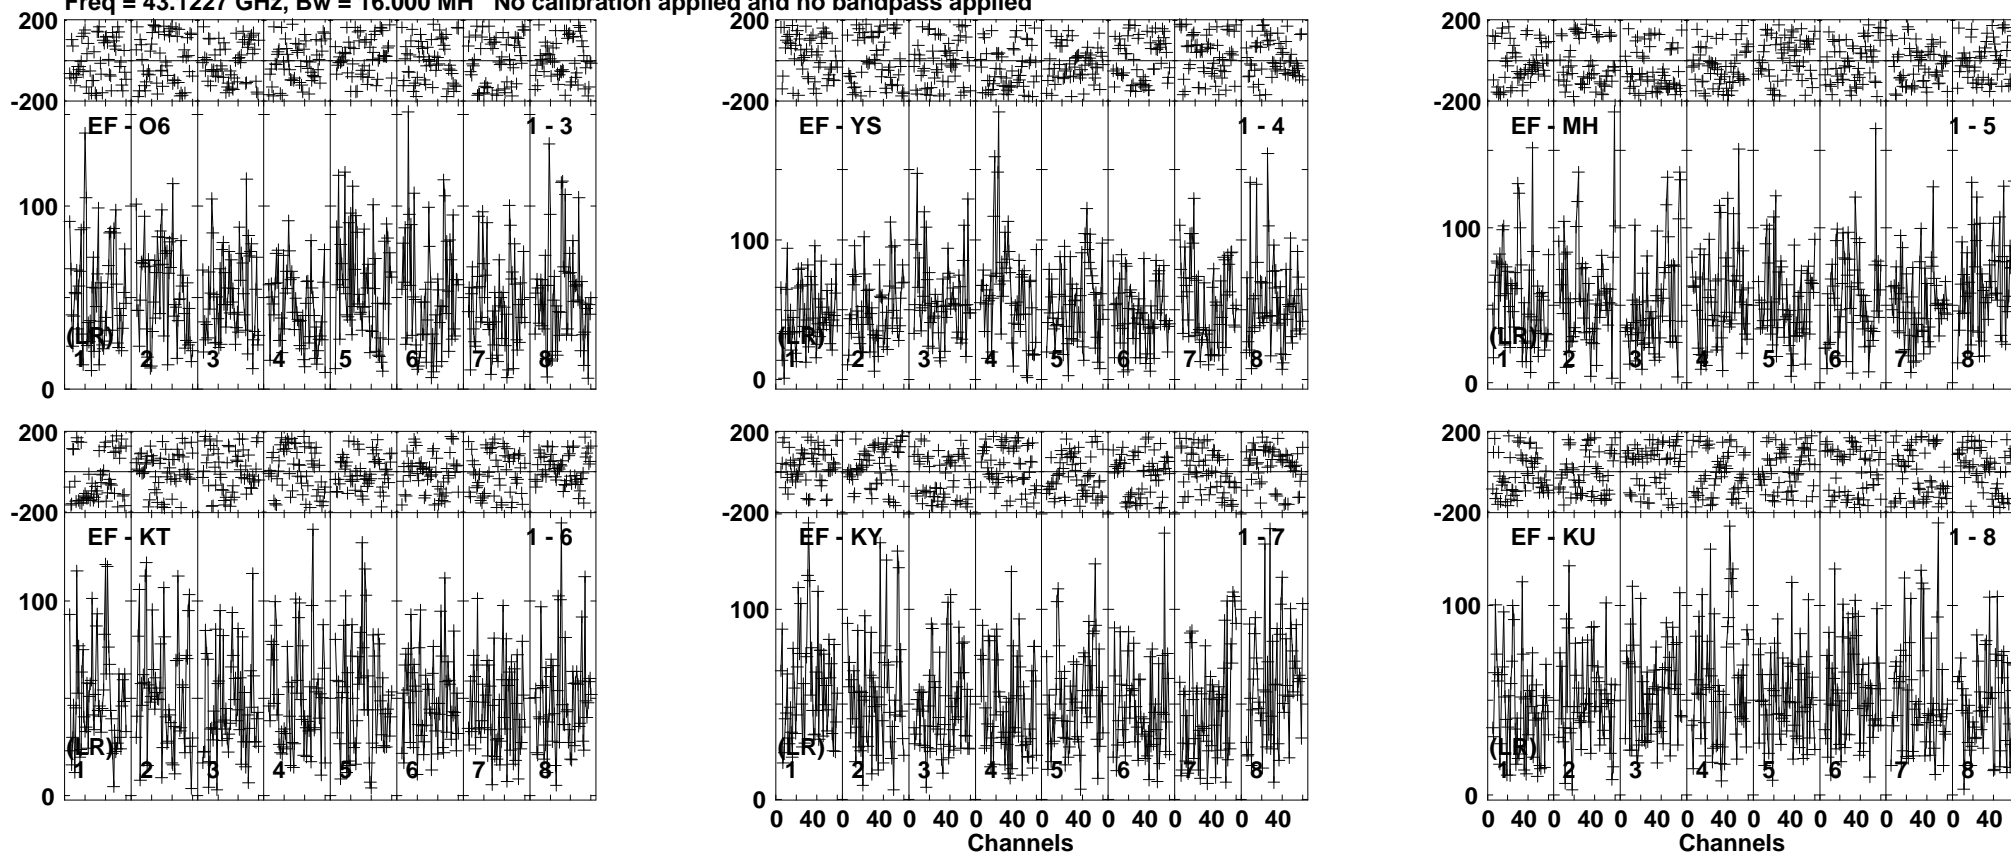 Freq = 43.1227 GHz, Bw = 16.000 MH No calibration applied and no bandpass applied
200 200 200
-200 -200 -200
EF - O6 1 - 3 EF - YS 1 - 4 EF - MH 1 - 5
100 100 100
(LR) (LR) (LR)
1 2 3 4 5 6 7 8 1 2 3 4 5 6 7 8 1 2 3 4 5 6 7 8
0 0 0
200 200 200
-200 -200 -200
EF - KT 1 - 6 EF - KY 1 - 7 EF - KU 1 - 8
100 100 100
(LR) (LR) (LR)
1 2 3 4 5 6 7 8 1 2 3 4 5 6 7 8 1 2 3 4 5 6 7 8
0 0 0
0 40 0 40 0 40 0 40 0 40 0 40 0 40 0 40 0 40 0 40 0 40 0 40 0 40 0 40 0 40 0 40
Channels Channels